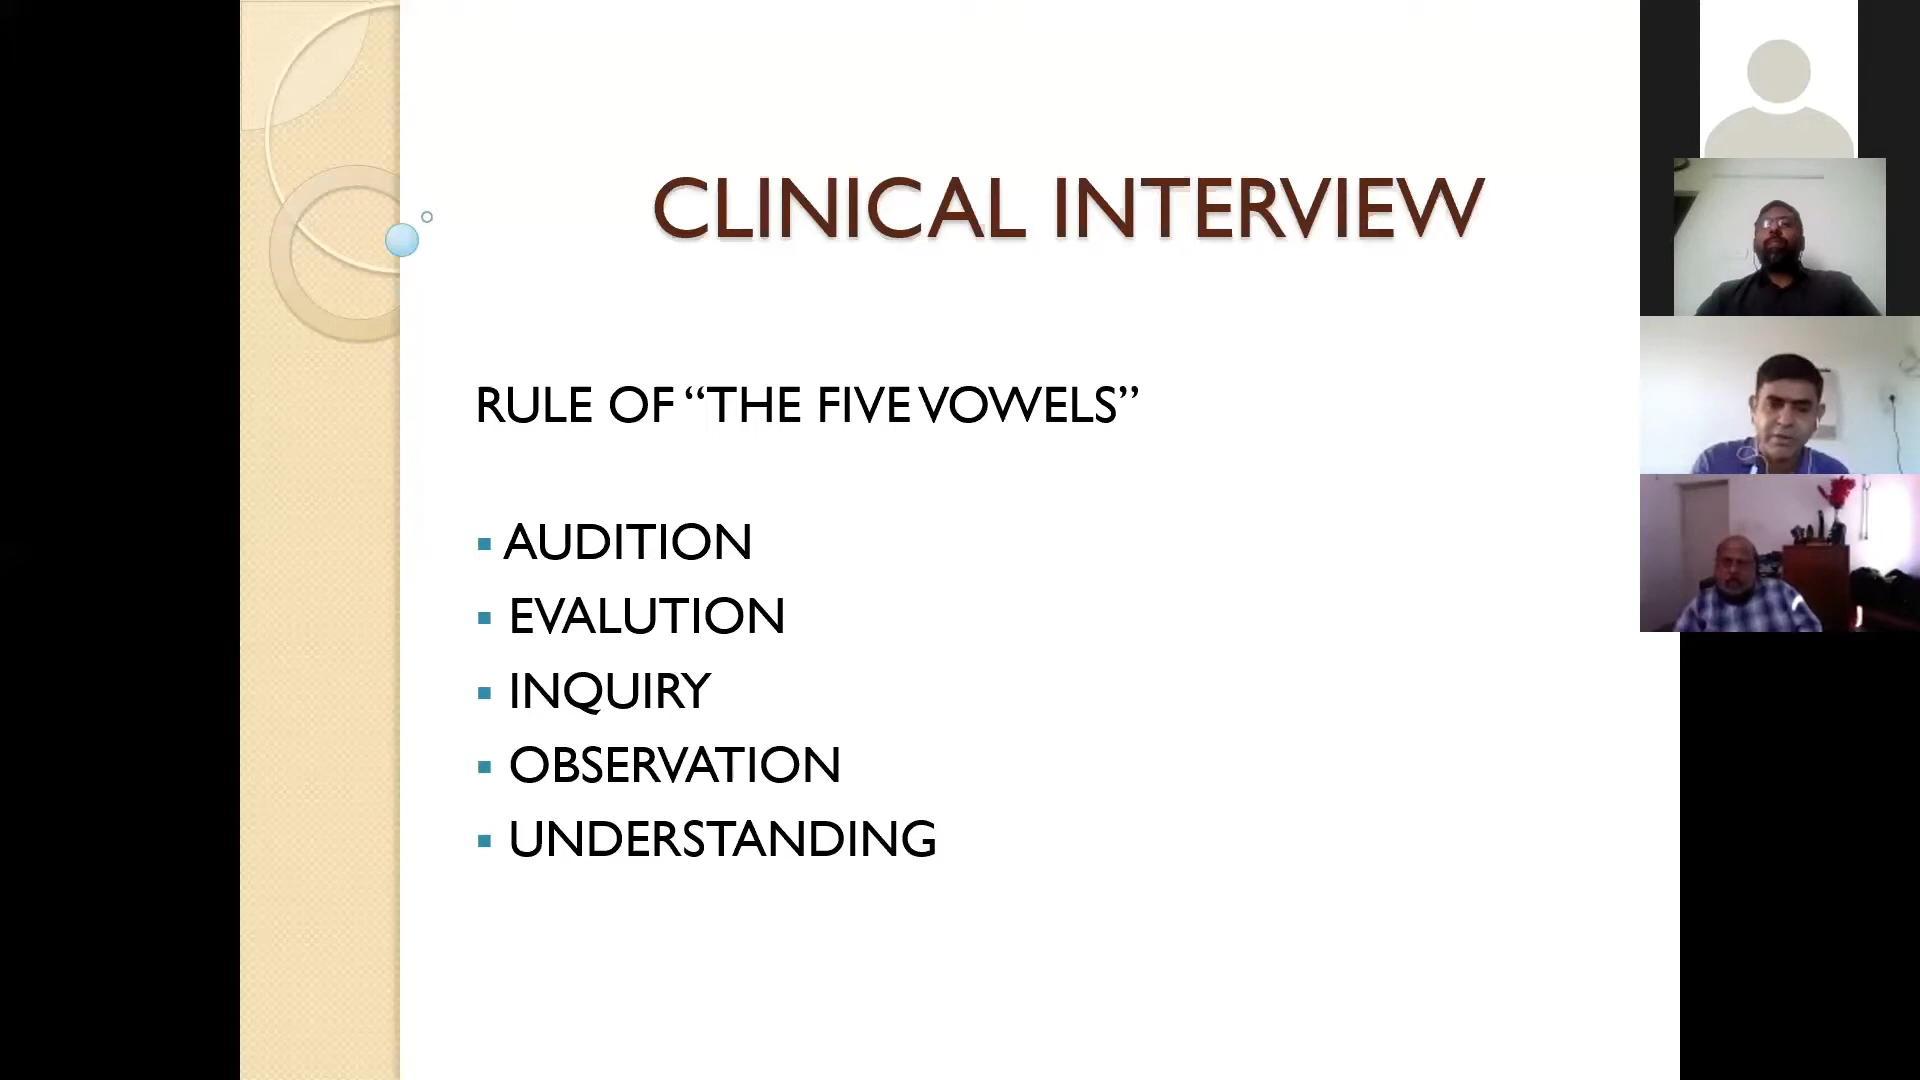 CLINICAL INTERVIEW
RULE OF “THE FIVE VOWELS”
▪ AUDITION
▪ EVALUTION
▪ INQUIRY
▪ OBSERVATION
▪ UNDERSTANDING